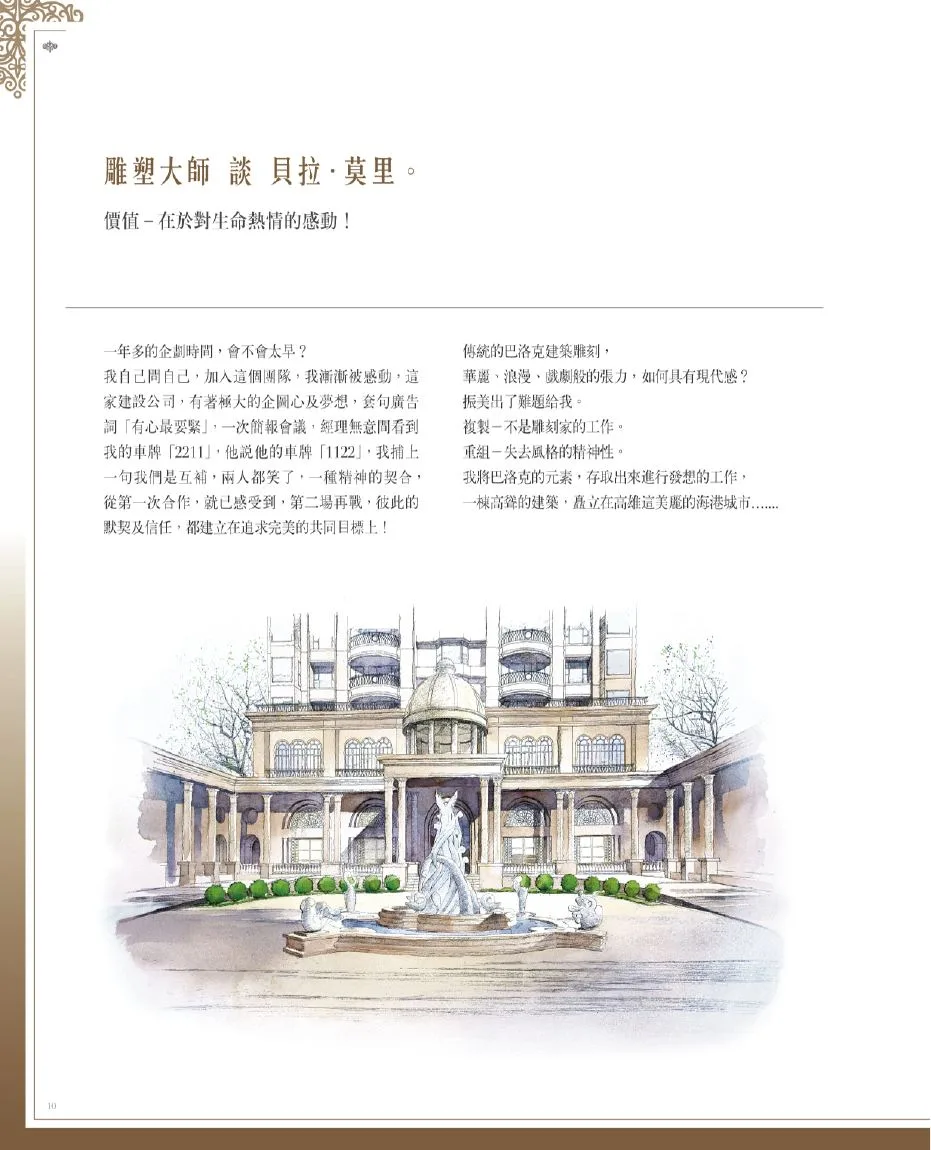 雕塑大師 談 貝拉·莫里。
價值－在於對生命熱情的感動！
一年多的企劃時間，會不會太早？
我自己問自己，加入這個團隊，我漸漸被感動，這
家建設公司，有著極大的企圖心及夢想，套句廣告
詞「有心最要緊」，一次簡報會議，經理無意間看到
我的車牌「2211」，他說他的車牌「1122」，我捕上
一句我們是互補，兩人都笑了，一種精神的契合，
從第一次合作，就已感受到，第二場再戰，彼此的
默契及信任，都建立在追求完美的共同目標上！
傳統的巴洛克建築雕刻，
華麗、浪漫、戲劇般的張力，如何具有現代感？
振美出了難題給我。
複製－不是雕刻家的工作。
重組－失去風格的精神性。
我將巴洛克的元素，存取出來進行發想的工作，
一棟高聳的建築，矗立在高雄這美麗的海港城市.......
10